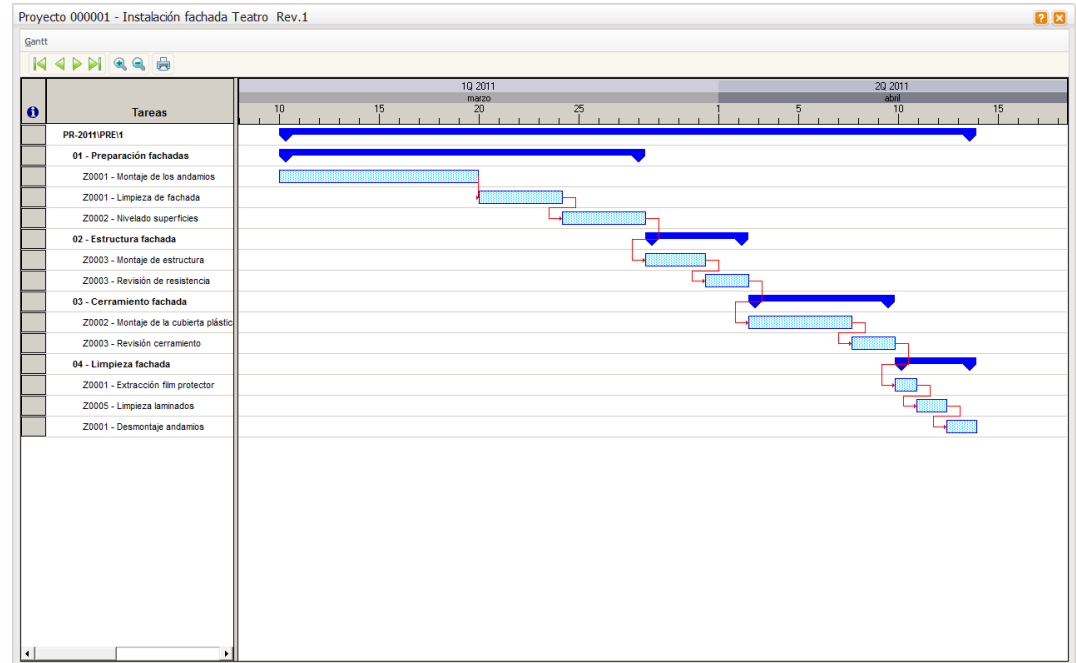 Proyecto 000001 - Instalación fachada Teatro Rev.1
Gantt
Tareas
1Q 2011 2Q 2011
marzo abril
10 15 20 25 1 5 10 15
PR-2011\PRE\1
01 - Preparación fachadas
Z0001 - Montaje de los andamios
Z0001 - Limpieza de fachada
Z0002 - Nivelado superficies
02 - Estructura fachada
Z0003 - Montaje de estructura
Z0003 - Revisión de resistencia
03 - Cerramiento fachada
Z0002 - Montaje de la cubierta plástic
Z0003 - Revisión cerramiento
04 - Limpieza fachada
Z0001 - Extracción film protector
Z0005 - Limpieza laminados
Z0001 - Desmontaje andamios